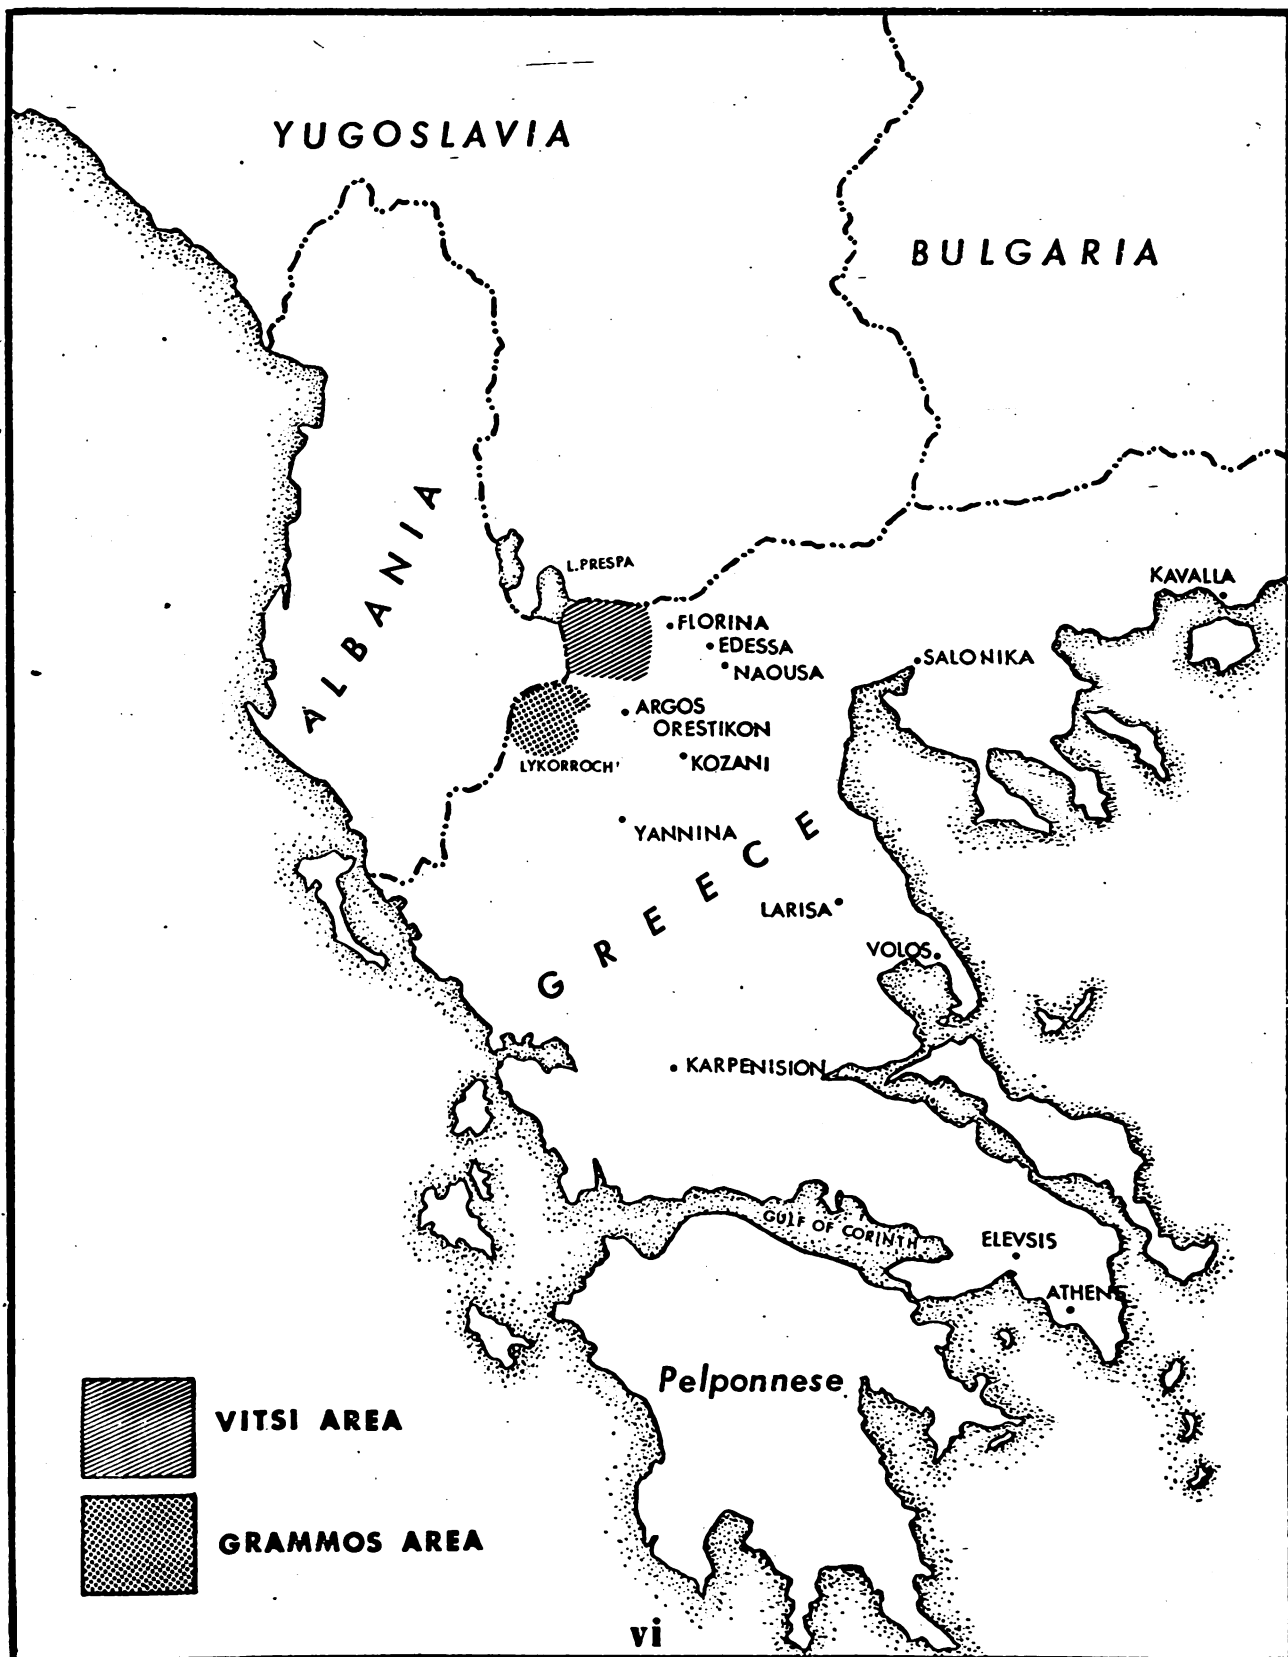 YUGOSLAVIA
BULGARIA
ALBANIA
L. PRESPA
KAVALLA
FLORINA
EDESSA
NAOUSA
SALONIKA
ARGOS
ORESTIKON
LYKORROCH'
KOZANI
YANNINA
GREECE
LARISA
VOLOS
KARPENISION
GULF OF CORINTH
ELEVSIS
ATHENS
Pelponnese
VITSI AREA
GRAMMOS AREA
vi